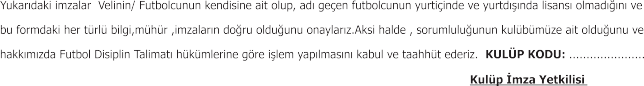 Yukarıdaki imzalar Velinin/ Futbolcunun kendisine ait olup, adı geçen futbolcunun yurtiçinde ve yurtdışında lisansı olmadığını ve
bu formdaki her türlü bilgi,mühür ,imzaların doğru olduğunu onaylarız.Aksi halde , sorumluluğunun kulübümüze ait olduğunu ve
hakkımızda Futbol Disiplin Talimatı hükümlerine göre işlem yapılmasını kabul ve taahhüt ederiz. KULÜP KODU: ......................
Kulüp İmza Yetkilisi